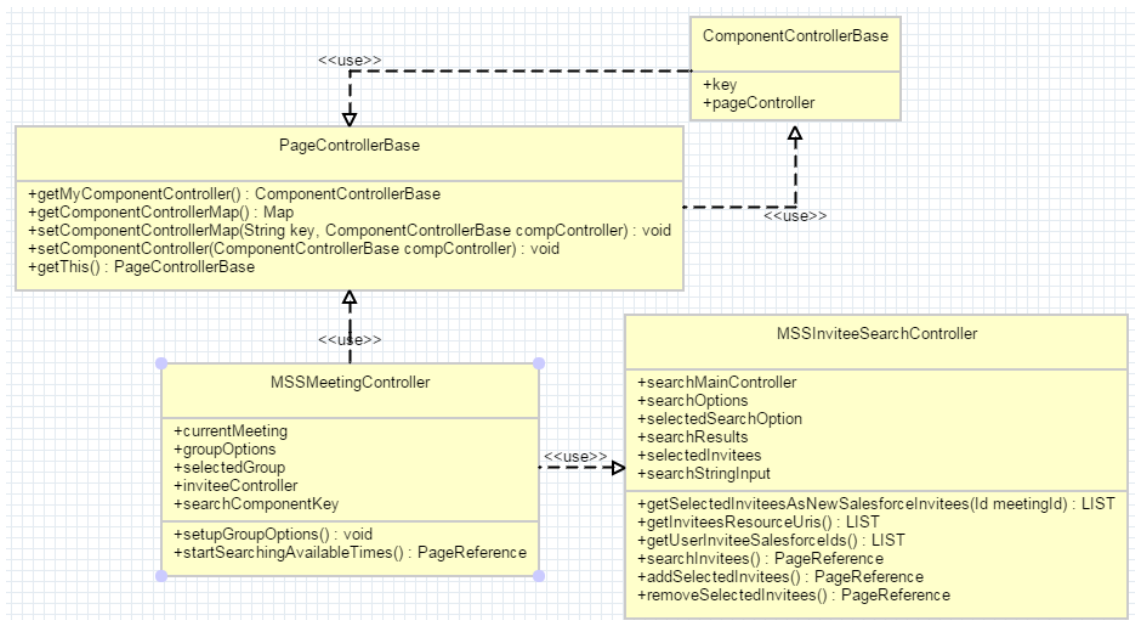 ComponentControllerBase
+key
+pageController
<<use>>
PageControllerBase
+getMyComponentController() : ComponentControllerBase
+getComponentControllerMap() : Map
+setComponentControllerMap(String key, ComponentControllerBase compController) : void
+setComponentController(ComponentControllerBase compController) : void
+getThis() : PageControllerBase
<<use>>
<<use>>
MSSMeetingController
+currentMeeting
+groupOptions
+selectedGroup
+inviteeController
+searchComponentKey
+setupGroupOptions() : void
+startSearchingAvailableTimes() : PageReference
<<use>>
MSSInviteeSearchController
+searchMainController
+searchOptions
+selectedSearchOption
+searchResults
+selectedInvitees
+searchStringInput
+getSelectedInviteesAsNewSalesforceInvitees(Id meetingId) : LIST
+getInviteesResourceUris() : LIST
+getUserInviteeSalesforceIds() : LIST
+searchInvitees() : PageReference
+addSelectedInvitees() : PageReference
+removeSelectedInvitees() : PageReference